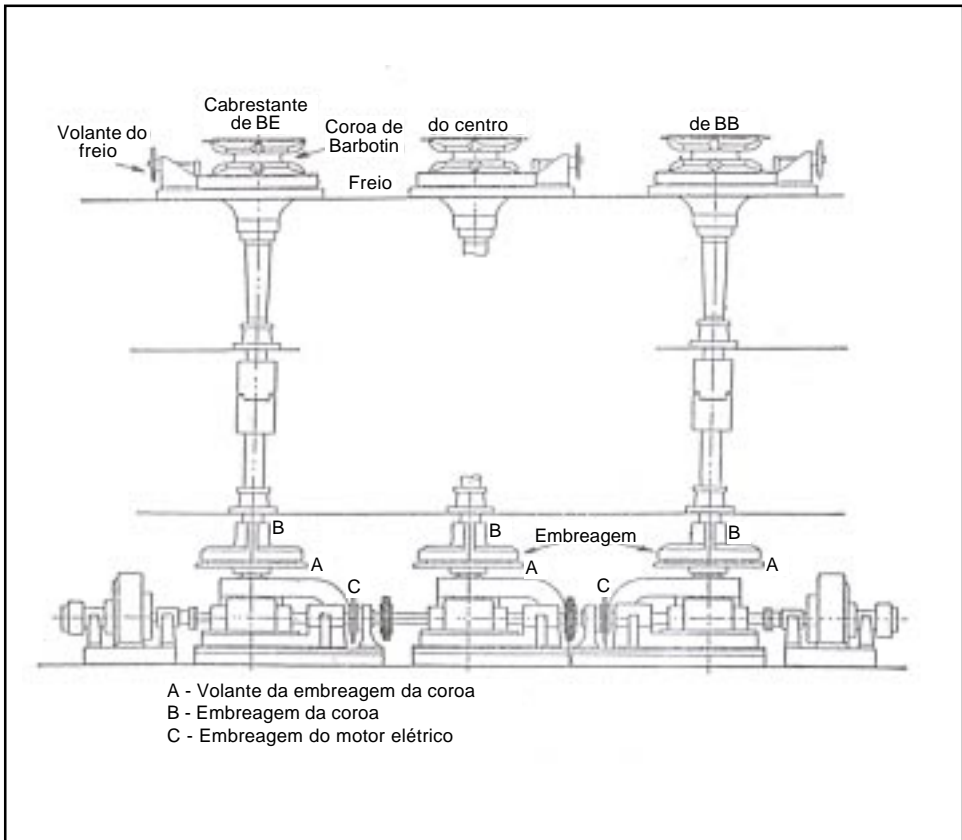 Cabrestante
de BE
Volante do
freio
Coroa de
Barbotin
do centro
de BB
Freio
B
B
B
Embreagem
A
A
A
C
C
A - Volante da embreagem da coroa
B - Embreagem da coroa
C - Embreagem do motor elétrico